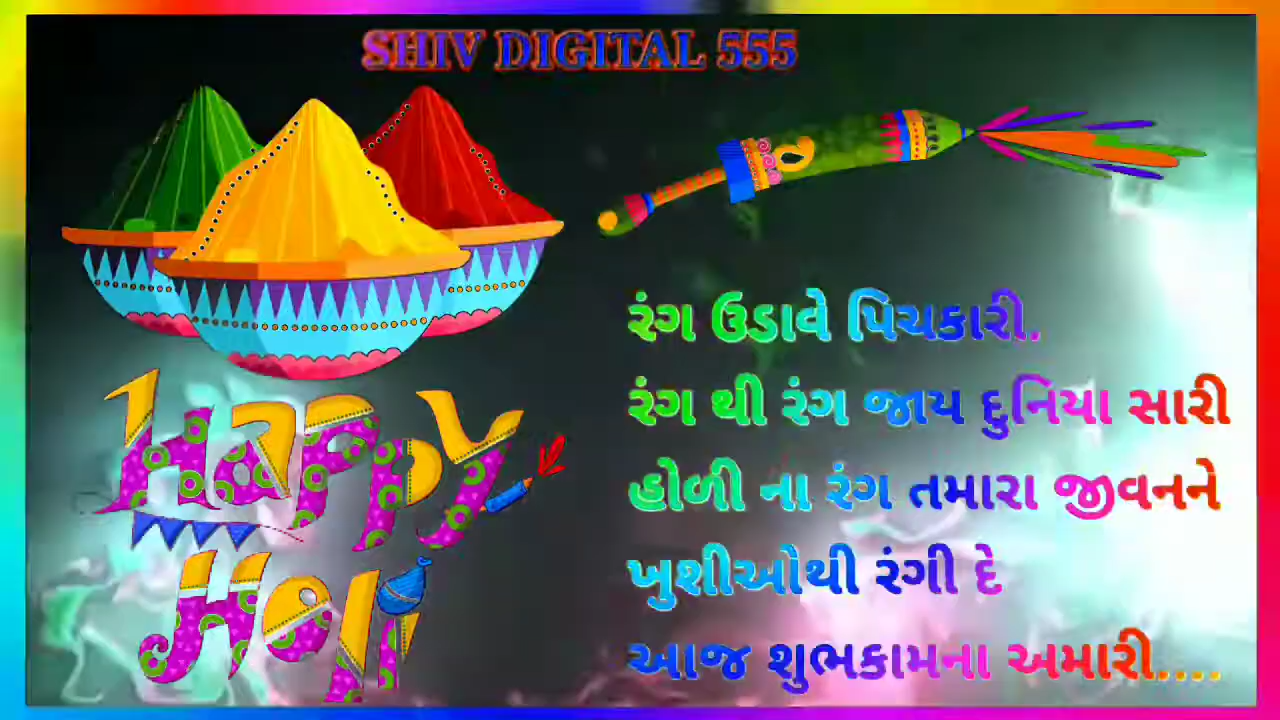 SHIV DIGITAL 555
રંગ ઉડાવે પિચકારી.
રંગ થી રંગ જાય દુનિયા સારી
હોળી ના રંગ તમારા જીવનને
ખુશીઓથી રંગી દે
આજ શુભકામના અમારી....
Happy
Holi